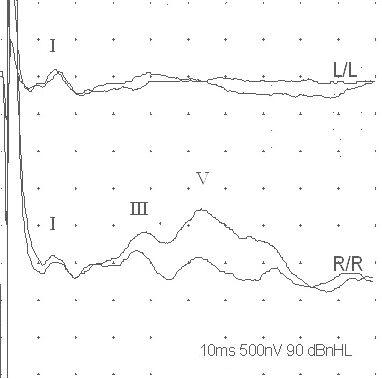 I
L/L
V
III
I
R/R
10ms 500nV 90 dBnHL